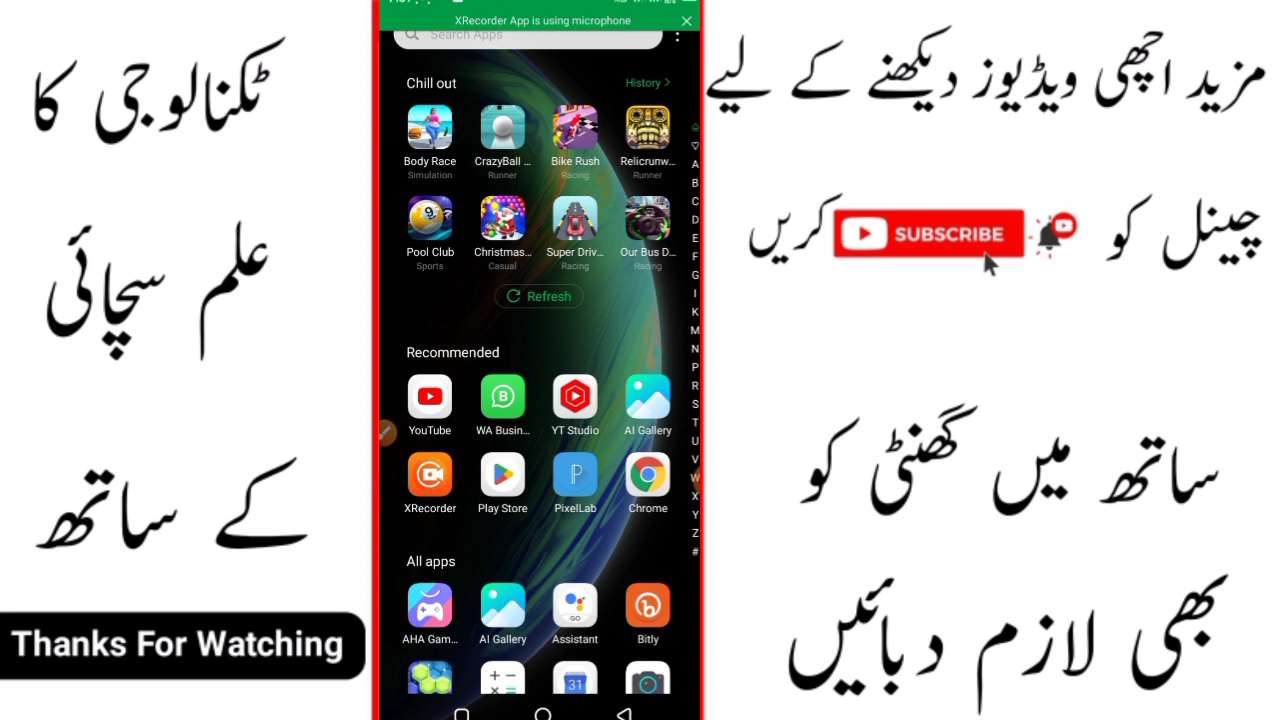 ٹکنالوجی کا
علم سچائی
کے ساتھ
Thanks For Watching
XRecorder App is using microphone
Search Apps
Chill out History
Body Race CrazyBall ... Bike Rush Relicrunw...
Simulation Runner Racing Runner
Pool Club Christmas... Super Driv... Our Bus D...
Sports Casual Racing Racing
Refresh
Recommended
YouTube WA Busin... YT Studio AI Gallery
XRecorder Play Store PixelLab Chrome
All apps
AHA Gam... AI Gallery Assistant Bitly
A
B
C
D
E
F
G
I
K
M
N
P
R
S
T
U
V
W
X
Y
Z
#
مزید اچھی ویڈیوز دیکھنے کے لیے
چینل کو SUBSCRIBE کریں
ساتھ میں گھنٹی کو
بھی لازم دبائیں